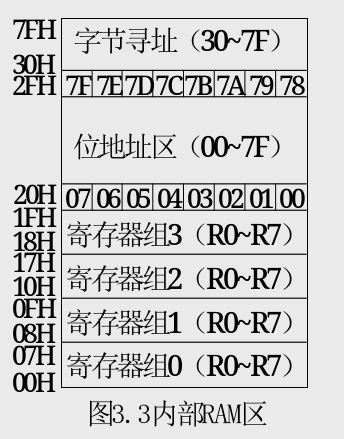 7FH 字节寻址（30~7F）
30H
2FH 7F 7E 7D 7C 7B 7A 79 78
位地址区（00~7F）
20H 07 06 05 04 03 02 01 00
1FH 寄存器组3（R0~R7）
18H
17H 寄存器组2（R0~R7）
10H
0FH 寄存器组1（R0~R7）
08H
07H 寄存器组0（R0~R7）
00H
图3.3内部RAM区